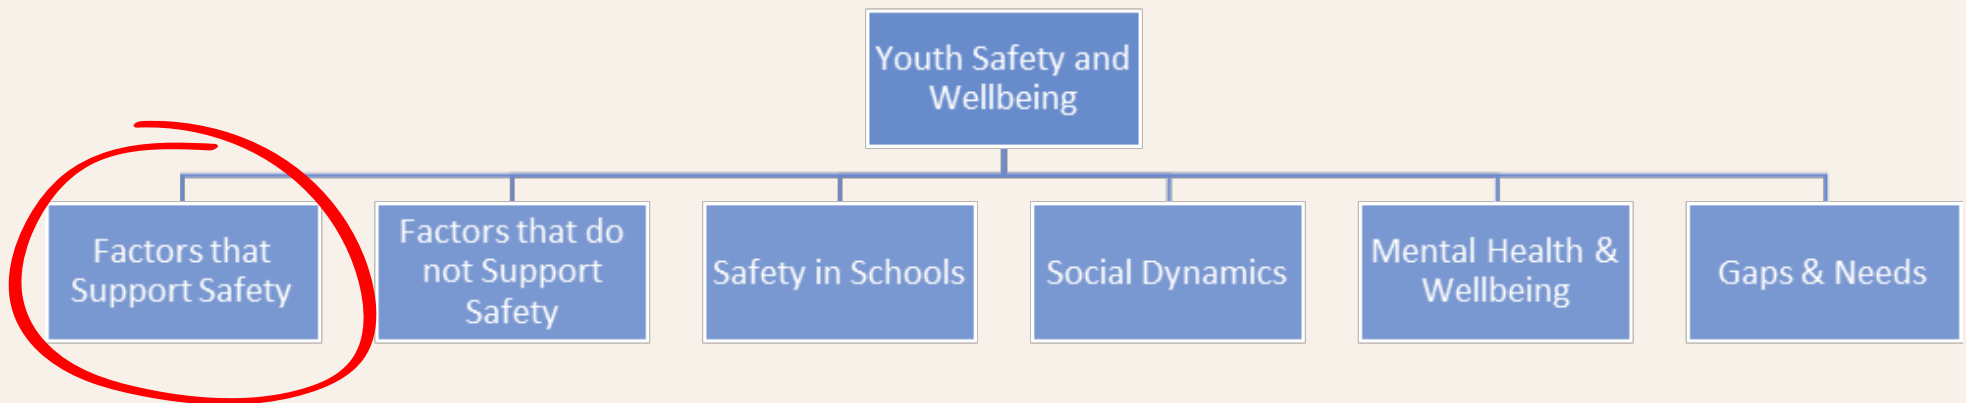 Youth Safety and
Wellbeing
Factors that
Support Safety
Factors that do
not Support
Safety
Safety in Schools
Social Dynamics
Mental Health &
Wellbeing
Gaps & Needs